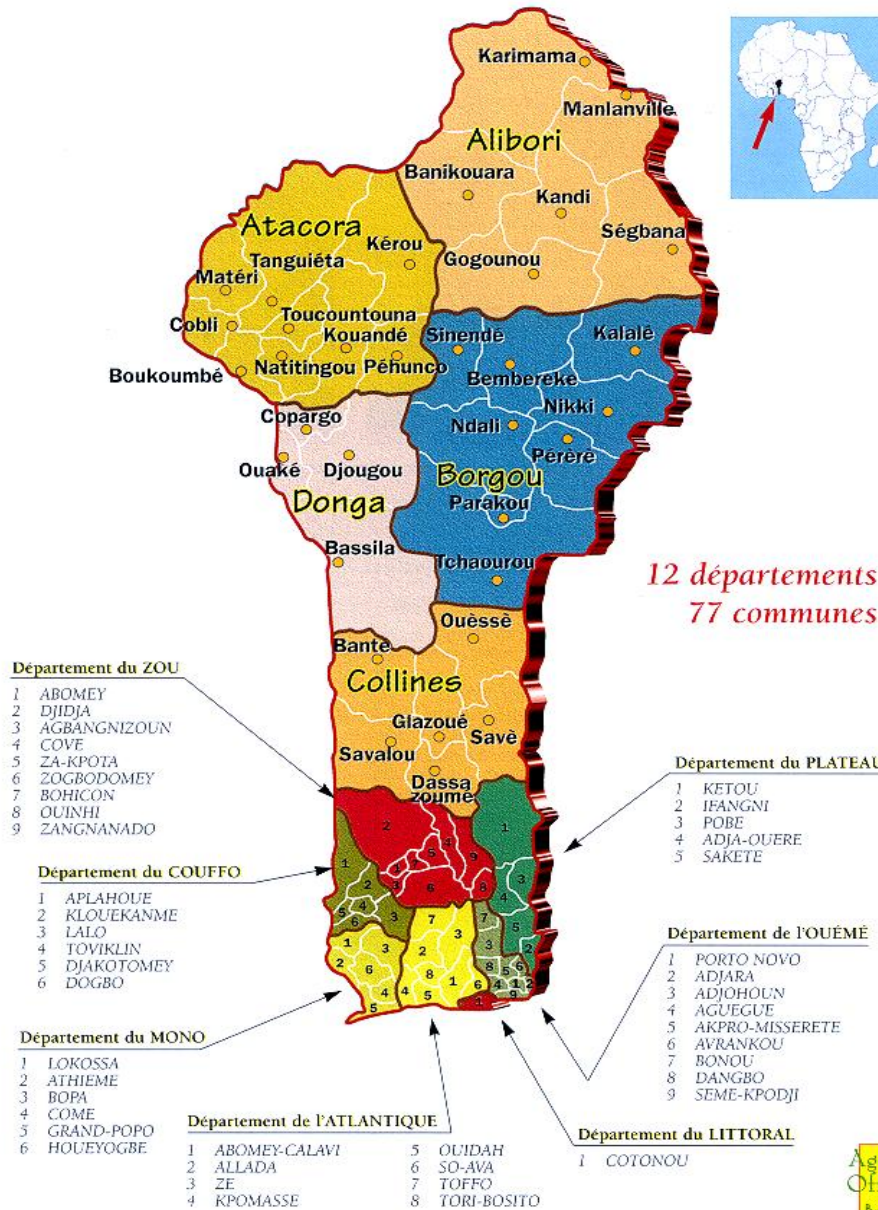 Karimama
Manlanville
Alibori
Banikouara
Kandi
Atacora
Kérou
Ségbana
Tanguiéta
Gogounou
Matéri
Toucountouna
Cobli
Kouandé
Sinendé
Kalalé
Boukoumbé
Natitingou
Péhunco
Bembereke
Copargo
Nikki
Ndali
Ouaké
Djougou
Pérèrè
Donga
Borgou
Parakou
Bassila
Tchaourou
12 départements
77 communes
Ouèssè
Bante
Collines
Glazoué
Savalou
Savè
Dassa
zoumé
Département du ZOU
1 ABOMEY
2 DJIDJA
3 AGBANGNIZOUN
4 COVE
5 ZA-KPOTA
6 ZOGBODOMEY
7 BOHICON
8 OUINHI
9 ZANGNANADO
Département du COUFFO
1 APLAHOUE
2 KLOUEKANME
3 LALO
4 TOVIKLIN
5 DJAKOTOMEY
6 DOGBO
Département du MONO
1 LOKOSSA
2 ATHIEME
3 BOPA
4 COME
5 GRAND-POPO
6 HOUEYOGBE
Département de l'ATLANTIQUE
1 ABOMEY-CALAVI
2 ALLADA
3 ZE
4 KPOMASSE
5 OUIDAH
6 SO-AVA
7 TOFFO
8 TORI-BOSITO
Département du LITTORAL
1 COTONOU
Département du PLATEAU
1 KETOU
2 IFANGNI
3 POBE
4 ADJA-OUERE
5 SAKETE
Département de l'OUÉMÉ
1 PORTO NOVO
2 ADJARA
3 ADJOHOUN
4 AGUEGUE
5 AKPRO-MISSERETE
6 AVRANKOU
7 BONOU
8 DANGBO
9 SEME-KPODJI